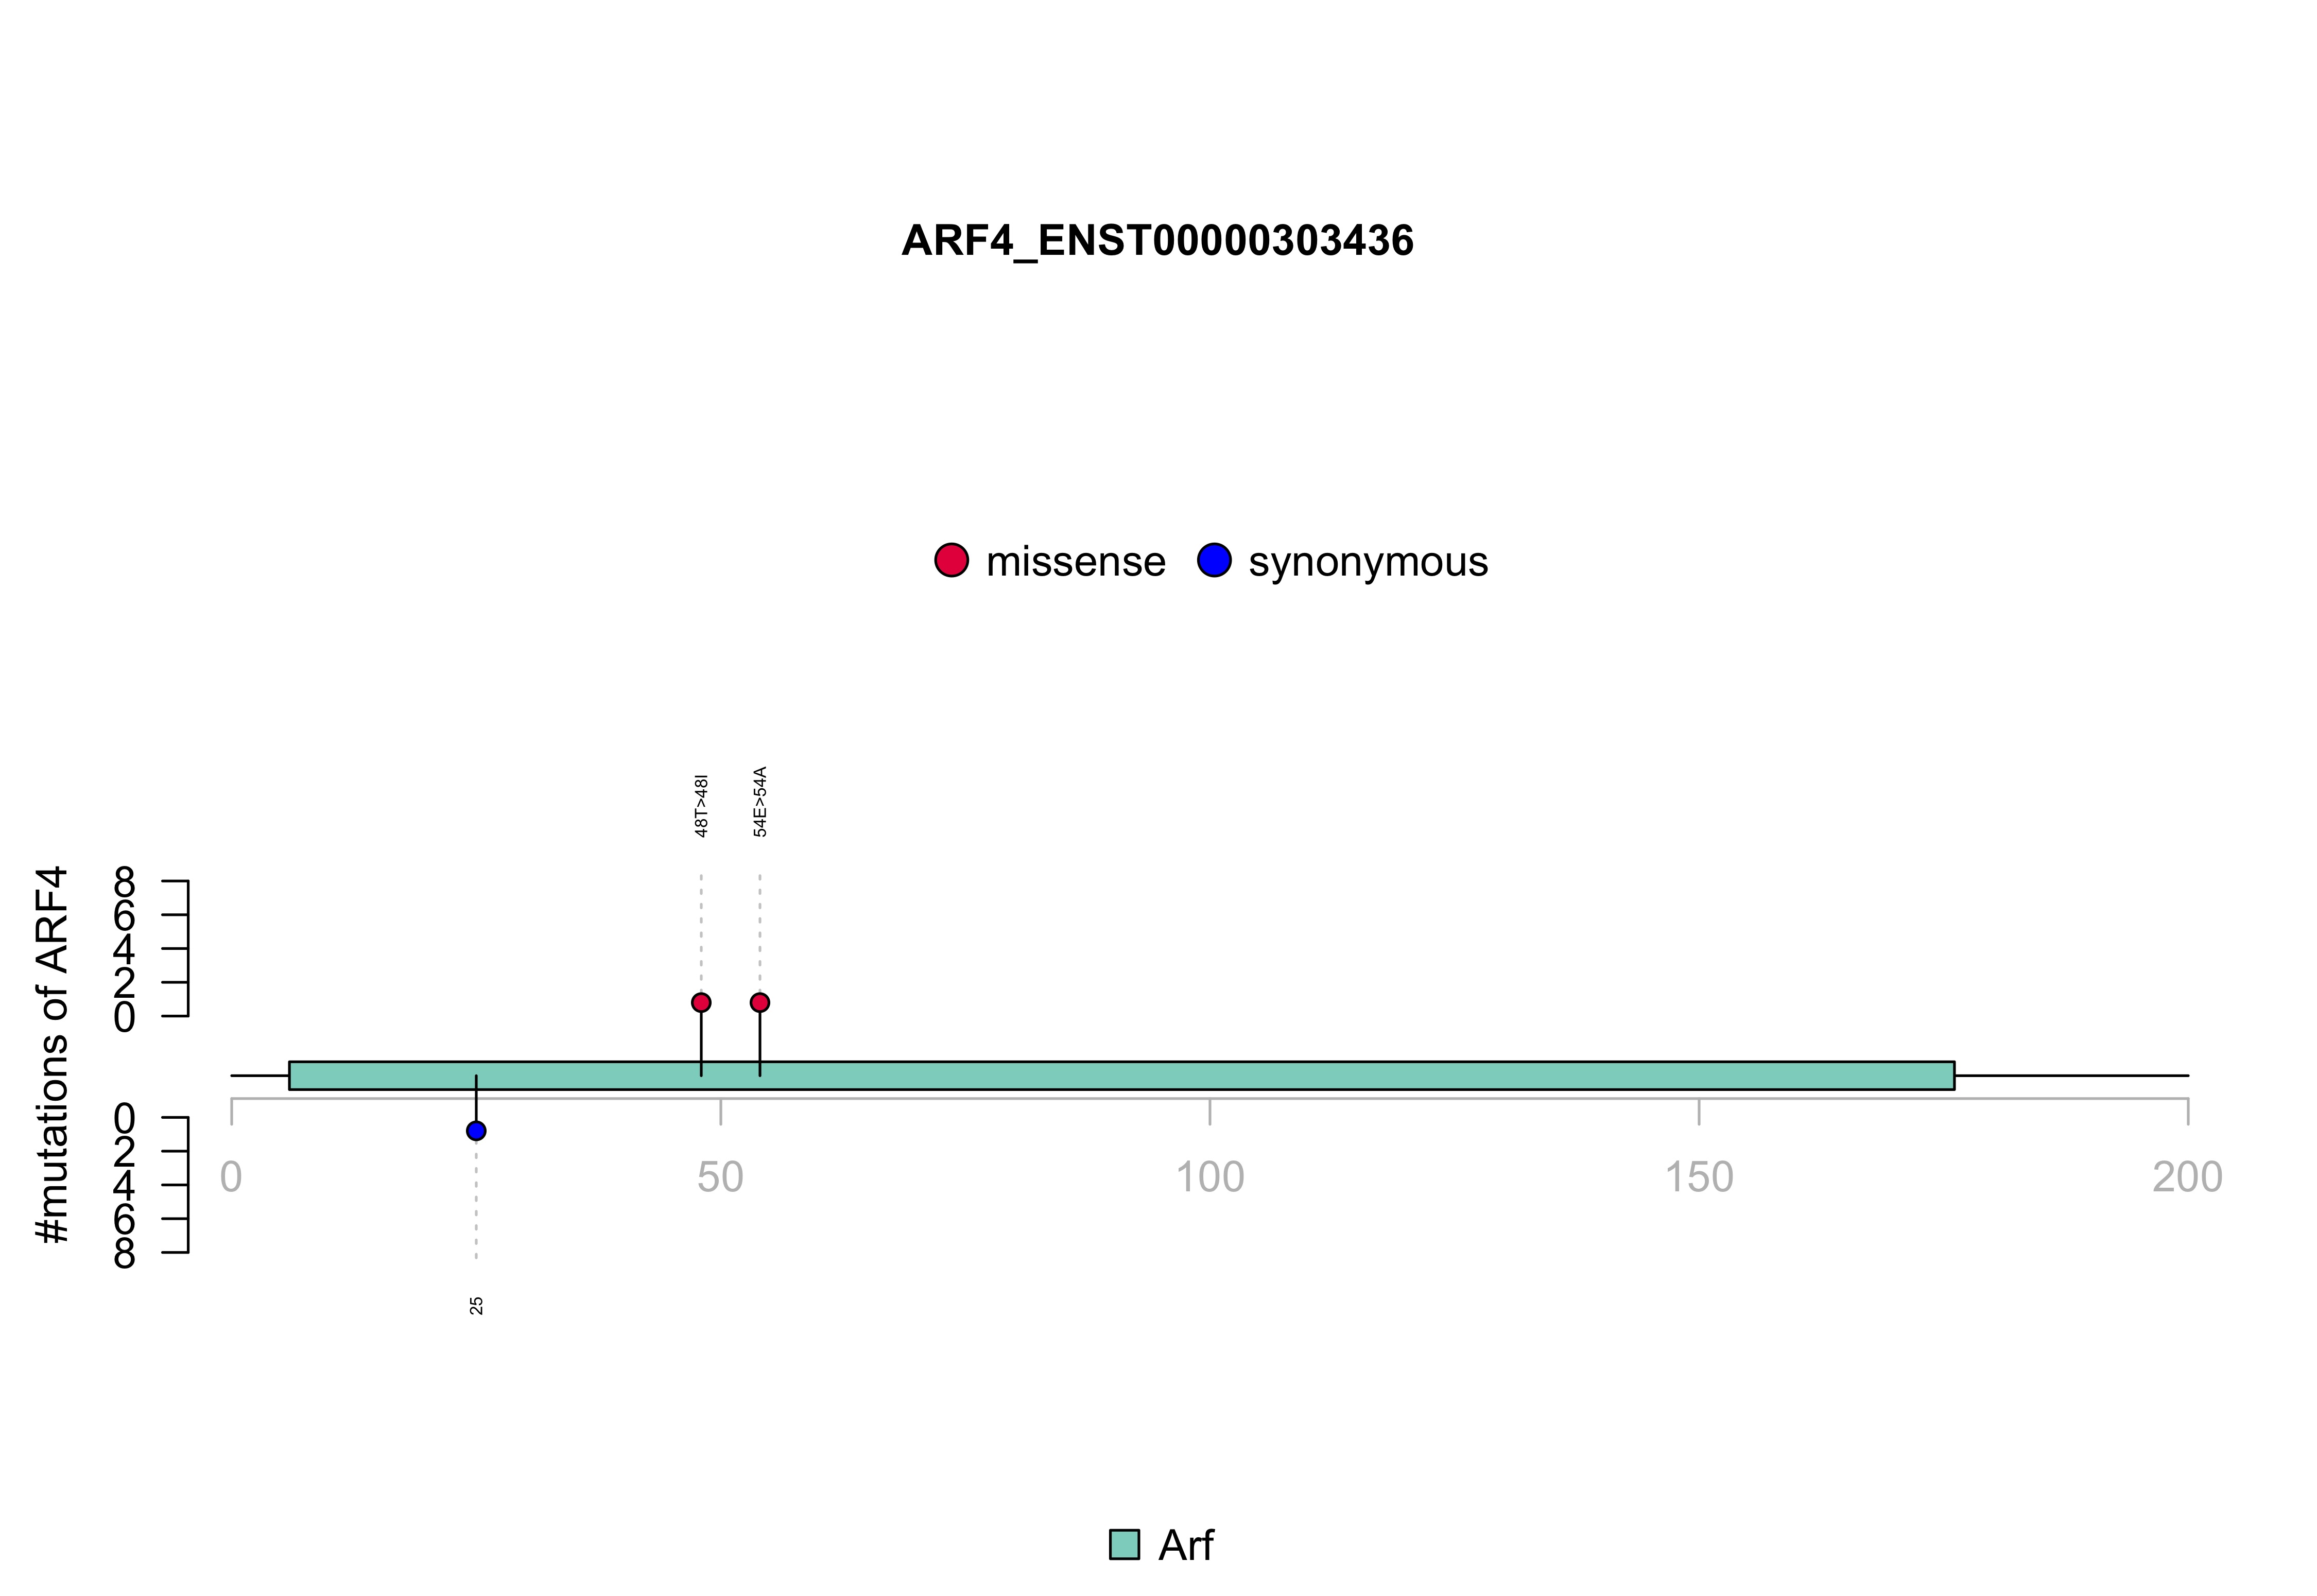 ARF4_ENST00000303436
missense synonymous
48T>48I
54E>54A
#mutations of ARF4
8
6
4
2
0
0
2
4
6
8
0 50 100 150 200
25
Arf